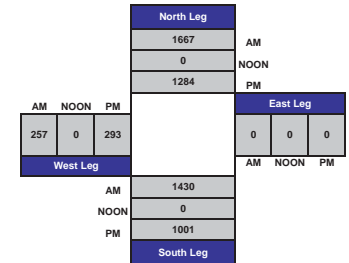 North Leg
1667 AM
0 NOON
1284 PM
AM NOON PM
East Leg
257 0 293
0 0 0
West Leg
AM NOON PM
AM 1430
NOON 0
PM 1001
South Leg